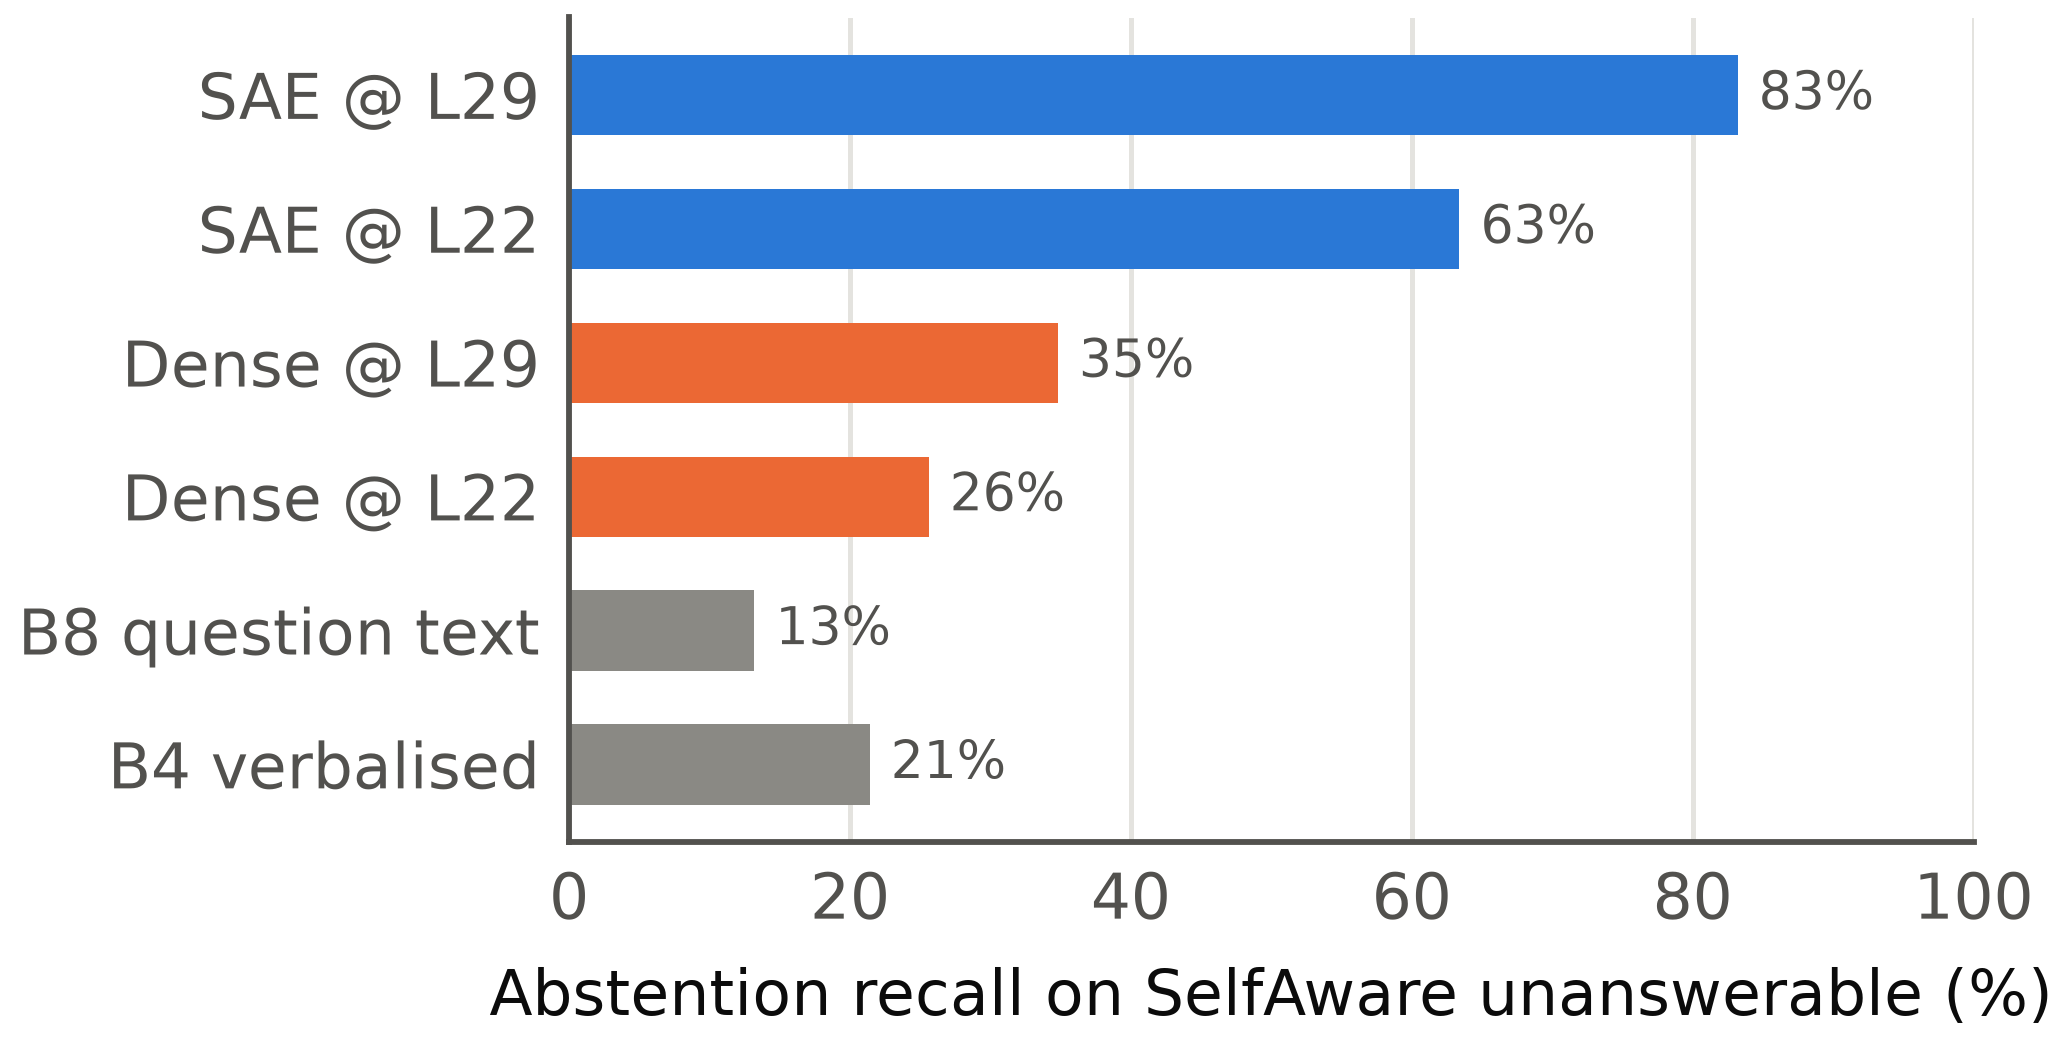 SAE @ L29
83%
SAE @ L22
63%
Dense @ L29
35%
Dense @ L22
26%
B8 question text
13%
B4 verbalised
21%
0 20 40 60 80 100
Abstention recall on SelfAware unanswerable (%)